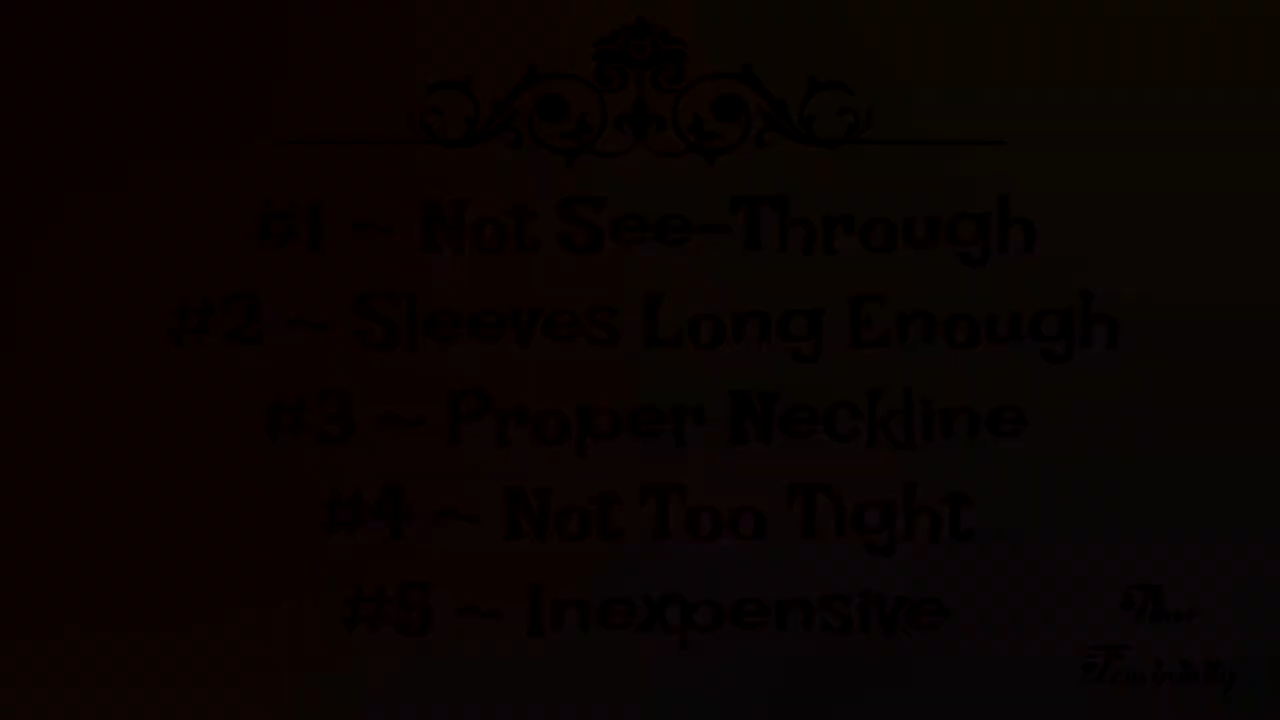 #1 ~ Not See-Through
#2 ~ Sleeves Long Enough
#3 ~ Proper Neckline
#4 ~ Not Too Tight
#5 ~ Inexpensive